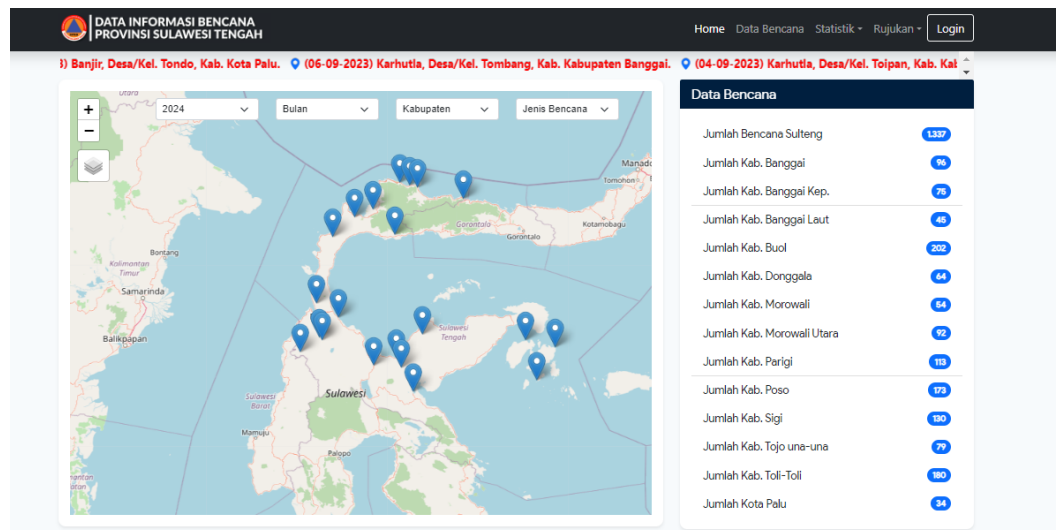 DATA INFORMASI BENCANA
PROVINSI SULAWESI TENGAH
Home Data Bencana Statistik Rujukan Login
) Banjir, Desa/Kel. Tondo, Kab. Kota Palu. (06-09-2023) Karhutla, Desa/Kel. Tombang, Kab. Kabupaten Banggai. (04-09-2023) Karhutla, Desa/Kel. Toipan, Kab. Kab
+
−
2024 Bulan Kabupaten Jenis Bencana
Utara
Manado
Tomohon
Gorontalo
Gorontalo
Kotamobagu
Bontang
Kalimantan
Timur
Samarinda
Balikpapan
Sulawesi
Tengah
Sulawesi
Sulawesi
Barat
Mamuju
Palopo
Data Bencana
Jumlah Bencana Sulteng 1.337
Jumlah Kab. Banggai 96
Jumlah Kab. Banggai Kep. 75
Jumlah Kab. Banggai Laut 45
Jumlah Kab. Buol 202
Jumlah Kab. Donggala 64
Jumlah Kab. Morowali 54
Jumlah Kab. Morowali Utara 92
Jumlah Kab. Parigi 113
Jumlah Kab. Poso 173
Jumlah Kab. Sigi 130
Jumlah Kab. Tojo una-una 79
Jumlah Kab. Toli-Toli 180
Jumlah Kota Palu 34